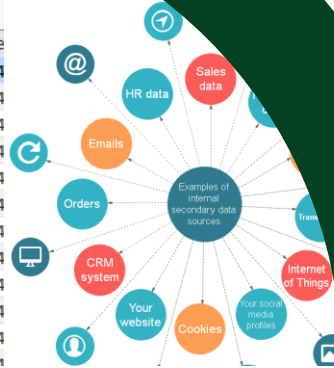 Sales
data
HR data
@
Emails
Examples of
internal
secondary data
sources
Orders
CRM
system
Internet
of Things
Your
website
Your social
media
profiles
Cookies